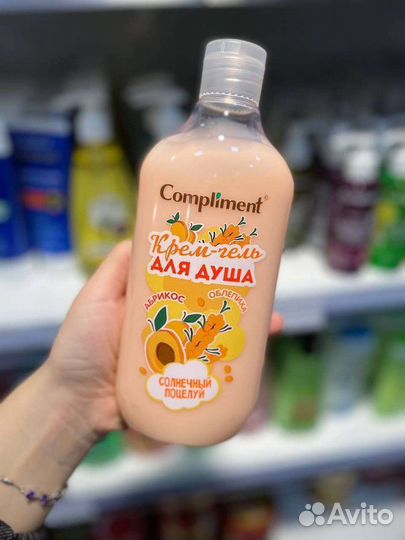 Compliment®
Крем-гель
ДЛЯ ДУША
АБРИКОС ОБЛЕПИХА
СОЛНЕЧНЫЙ
ПОЦЕЛУЙ
Avito